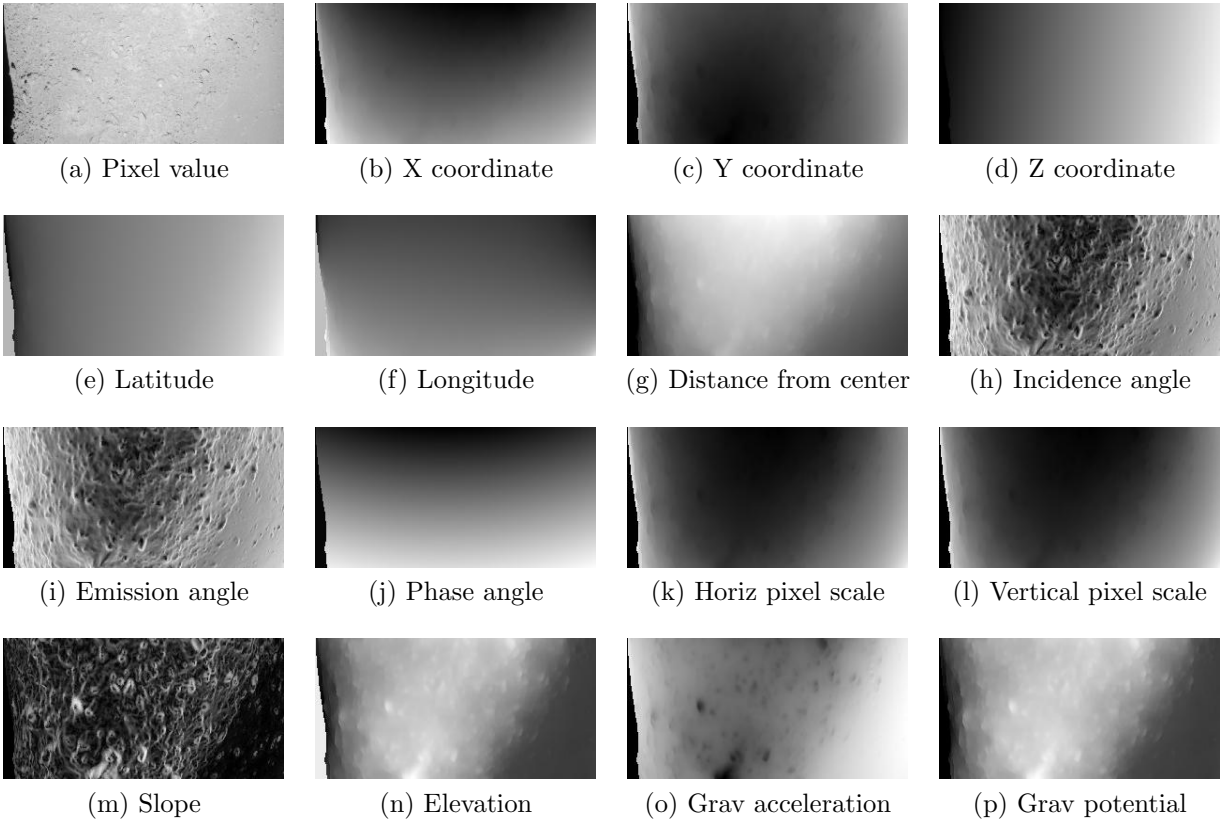 (a) Pixel value
(b) X coordinate
(c) Y coordinate
(d) Z coordinate
(e) Latitude
(f) Longitude
(g) Distance from center
(h) Incidence angle
(i) Emission angle
(j) Phase angle
(k) Horiz pixel scale
(l) Vertical pixel scale
(m) Slope
(n) Elevation
(o) Grav acceleration
(p) Grav potential